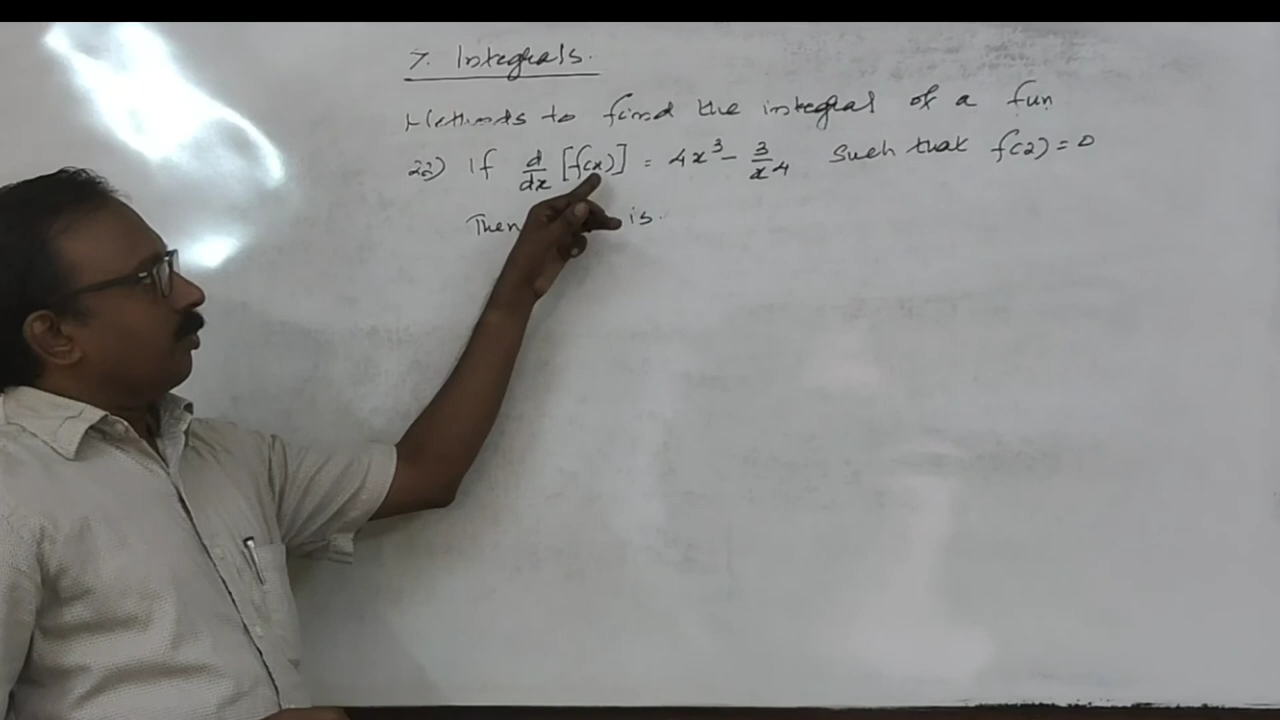 7. Integrals.
Methods to find the integral of a fun
22) If d/dx [f(x)] = 4x³ - 3/x⁴ such that f(2) = 0
Then is.